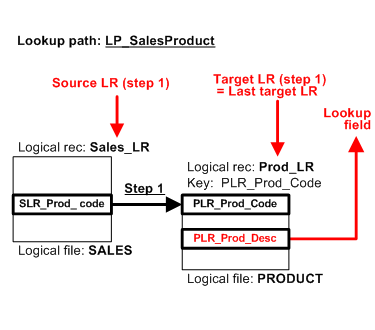 Lookup path: LP_SalesProduct
Source LR (step 1)
Target LR (step 1)
= Last target LR
Lookup
field
Logical rec: Sales_LR
Logical rec: Prod_LR
Key: PLR_Prod_Code
Step 1
SLR_Prod_ code
PLR_Prod_Code
PLR_Prod_Desc
Logical file: SALES
Logical file: PRODUCT